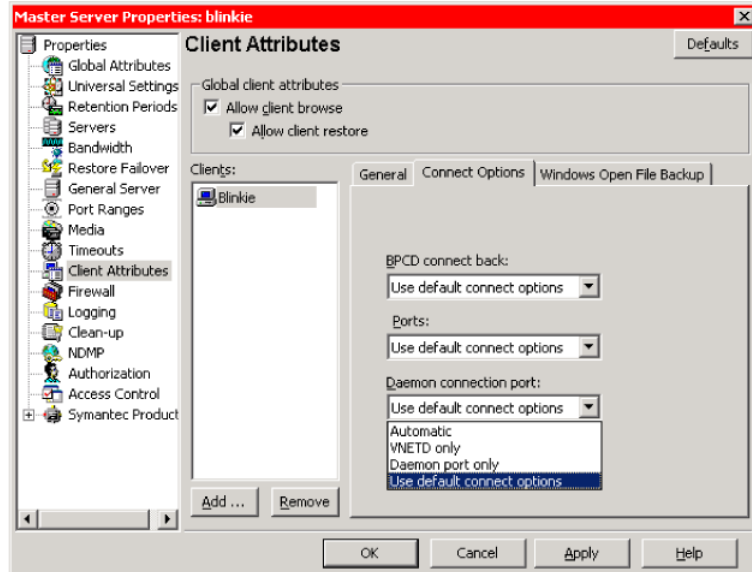 Master Server Properties: blinkie
Properties
Global Attributes
Universal Settings
Retention Periods
Servers
Bandwidth
Restore Failover
General Server
Port Ranges
Media
Timeouts
Client Attributes
Firewall
Logging
Clean-up
NDMP
Authorization
Access Control
Symantec Product
Client Attributes
Defaults
Global client attributes
Allow client browse
Allow client restore
Clients:
Blinkie
Add ...
Remove
General
Connect Options
Windows Open File Backup
BPCD connect back:
Use default connect options
Ports:
Use default connect options
Daemon connection port:
Use default connect options
Automatic
VNETD only
Daemon port only
Use default connect options
OK
Cancel
Apply
Help